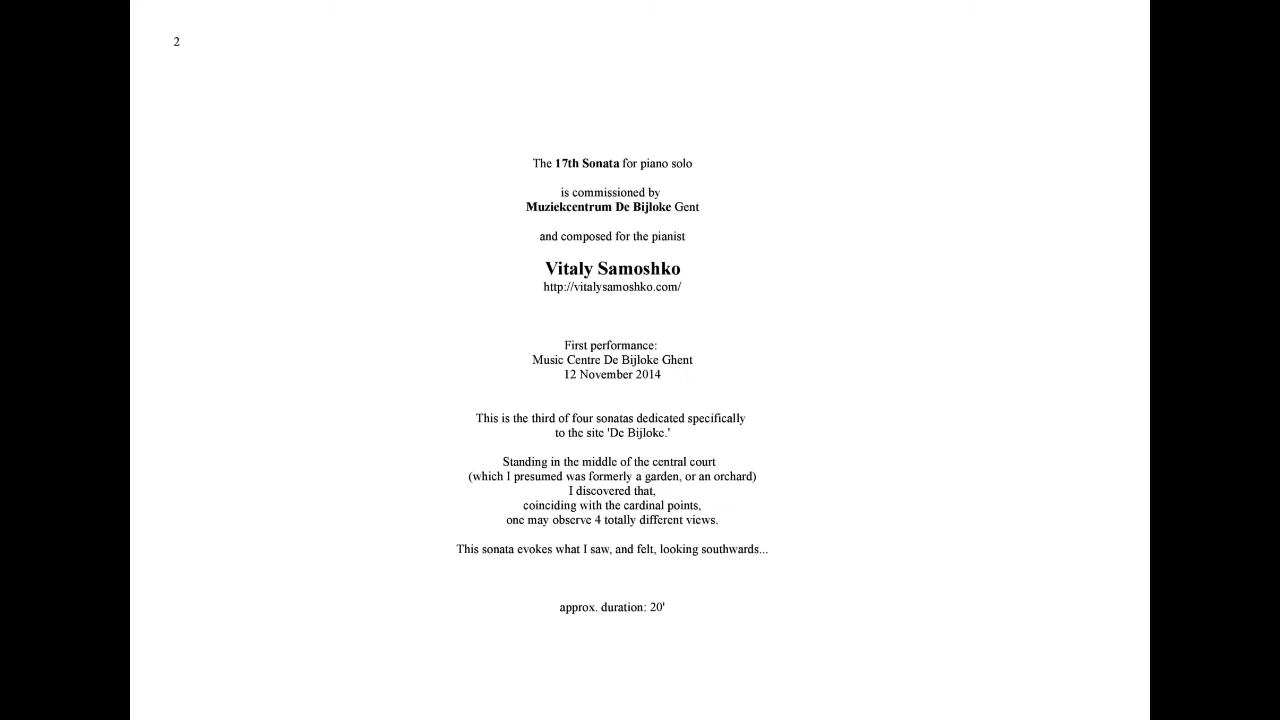 2
The 17th Sonata for piano solo
is commissioned by
Muziekcentrum De Bijloke Gent
and composed for the pianist
Vitaly Samoshko
http://vitalysamoshko.com/
First performance:
Music Centre De Bijloke Ghent
12 November 2014
This is the third of four sonatas dedicated specifically
to the site 'De Bijloke.'
Standing in the middle of the central court
(which I presumed was formerly a garden, or an orchard)
I discovered that,
coinciding with the cardinal points,
one may observe 4 totally different views.
This sonata evokes what I saw, and felt, looking southwards...
approx. duration: 20'